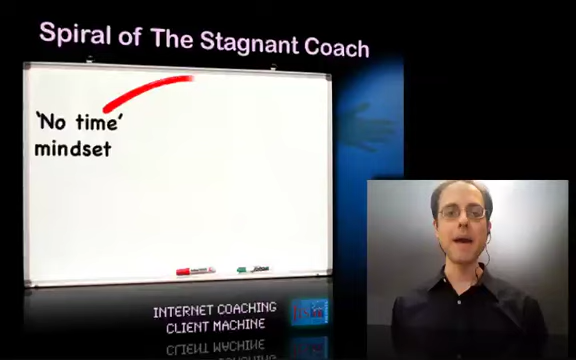 Spiral of The Stagnant Coach
'No time'
mindset
INTERNET COACHING
CLIENT MACHINE